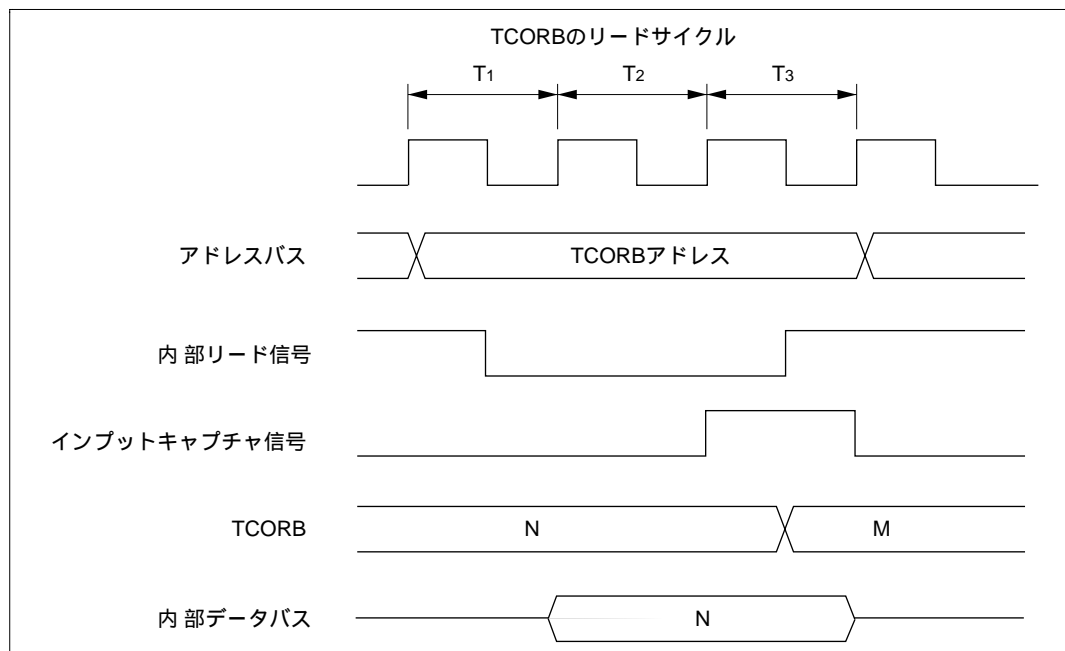 TCORBのリードサイクル
T1 T2 T3
アドレスバス TCORBアドレス
内部リード信号
インプットキャプチャ信号
TCORB N M
内部データバス N